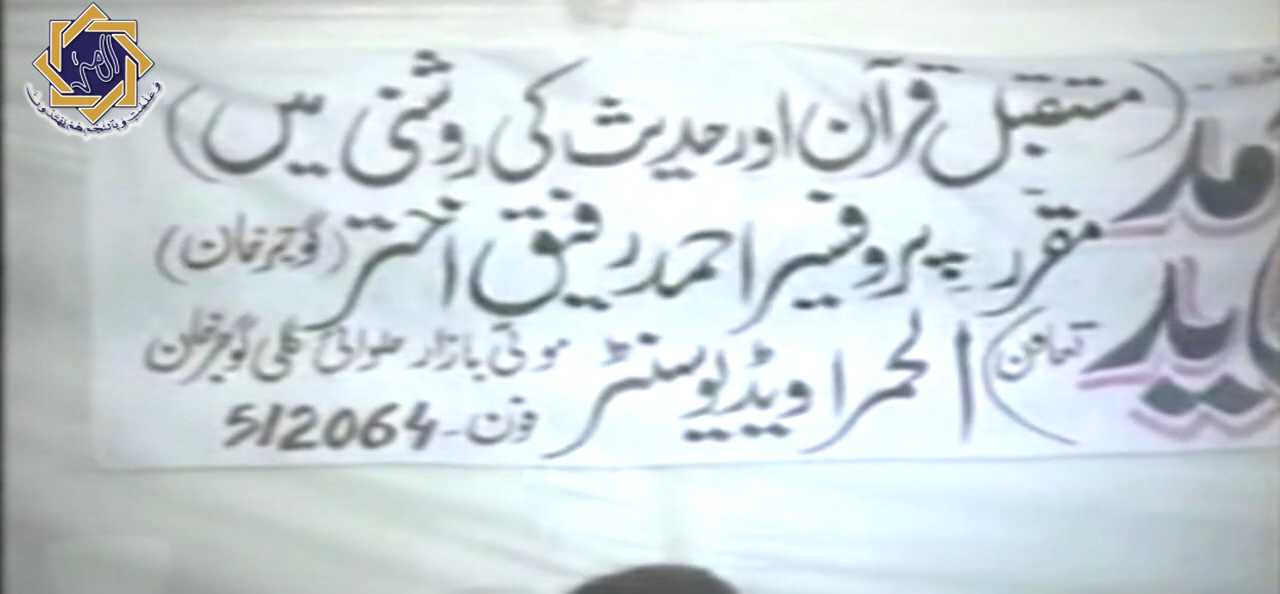 (مستقبل قرآن اور حدیث کی روشنی میں)
مقرر پروفیسر احمد رفیق اختر (گوجرخان)
تعاون) الحمرا ویڈیو سنٹر موتی بازار حلوائی گلی گوجرخان
فون-512064